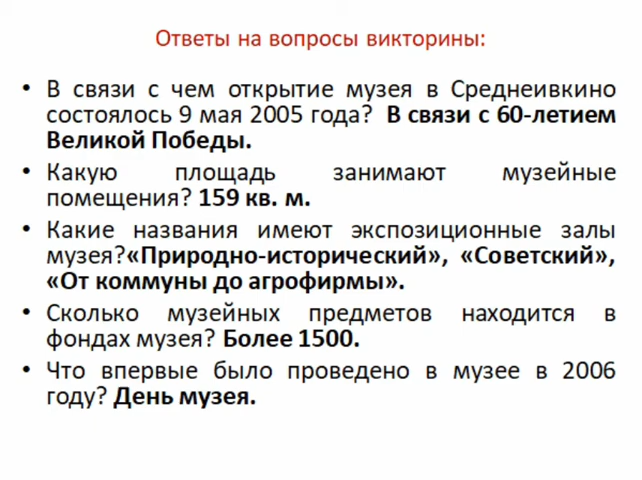 Ответы на вопросы викторины:
• В связи с чем открытие музея в Среднеивкино
состоялось 9 мая 2005 года? В связи с 60-летием
Великой Победы.
• Какую площадь занимают музейные
помещения? 159 кв. м.
• Какие названия имеют экспозиционные залы
музея?«Природно-исторический», «Советский»,
«От коммуны до агрофирмы».
• Сколько музейных предметов находится в
фондах музея? Более 1500.
• Что впервые было проведено в музее в 2006
году? День музея.